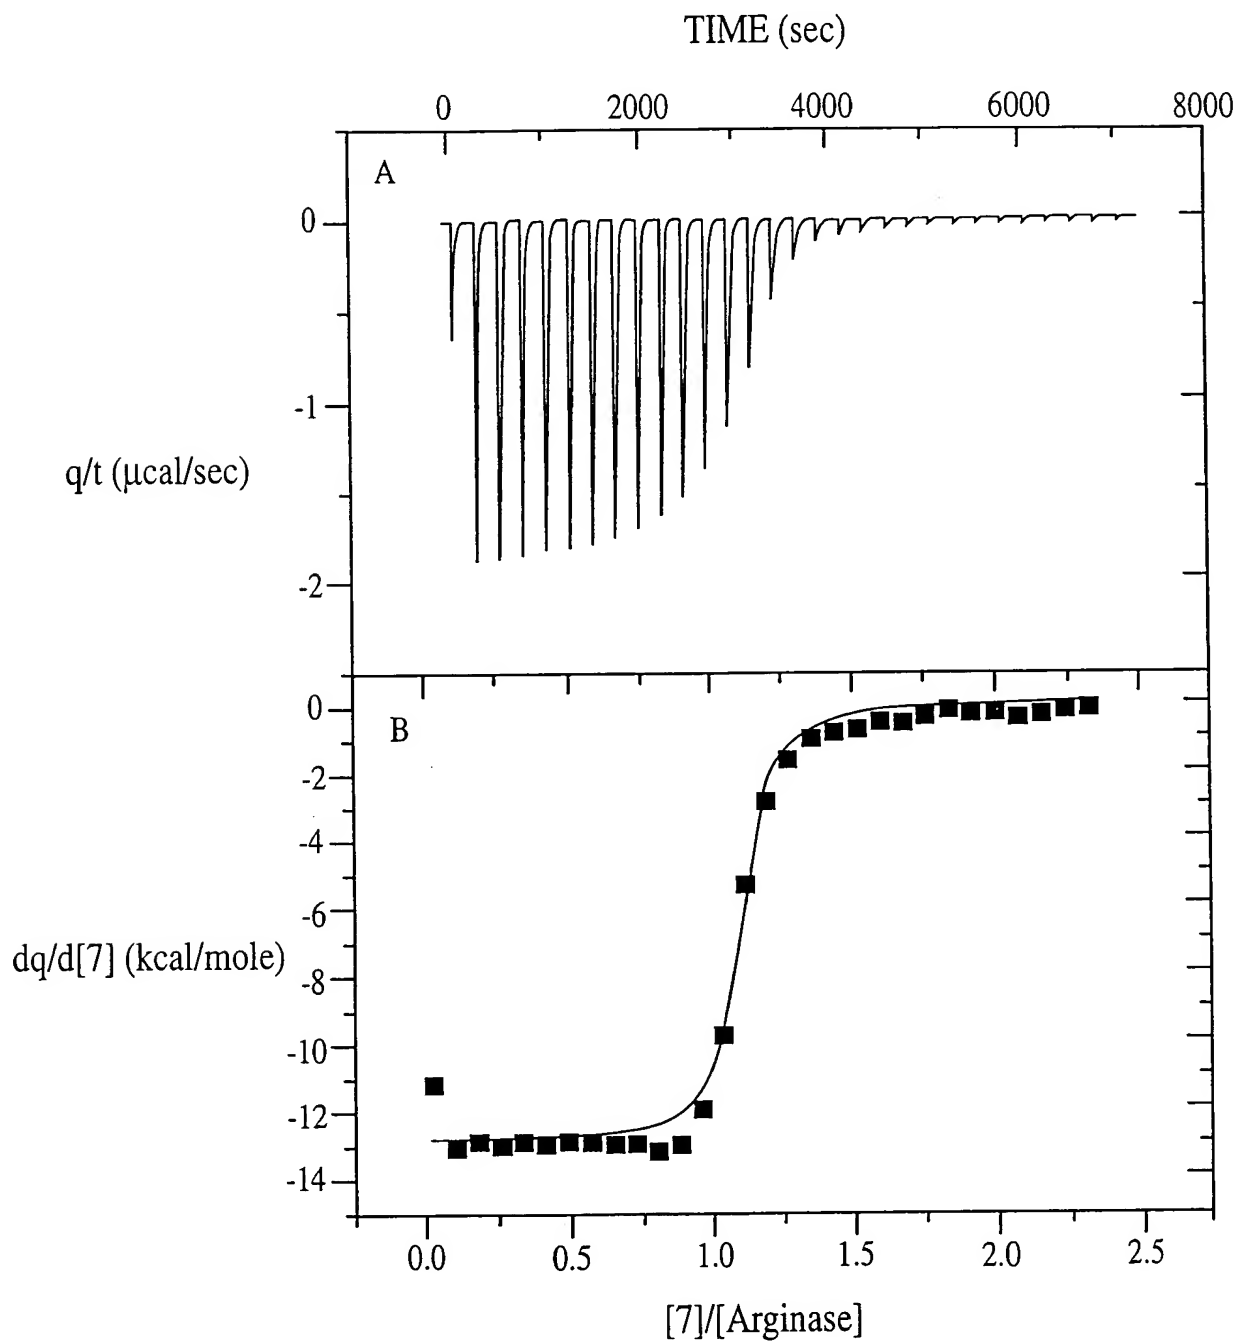 TIME (sec)
0 2000 4000 6000 8000
A
0
-1
q/t (μcal/sec)
-2
0
B
-2
-4
-6
dq/d[7] (kcal/mole)
-8
-10
-12
-14
0.0 0.5 1.0 1.5 2.0 2.5
[7]/[Arginase]